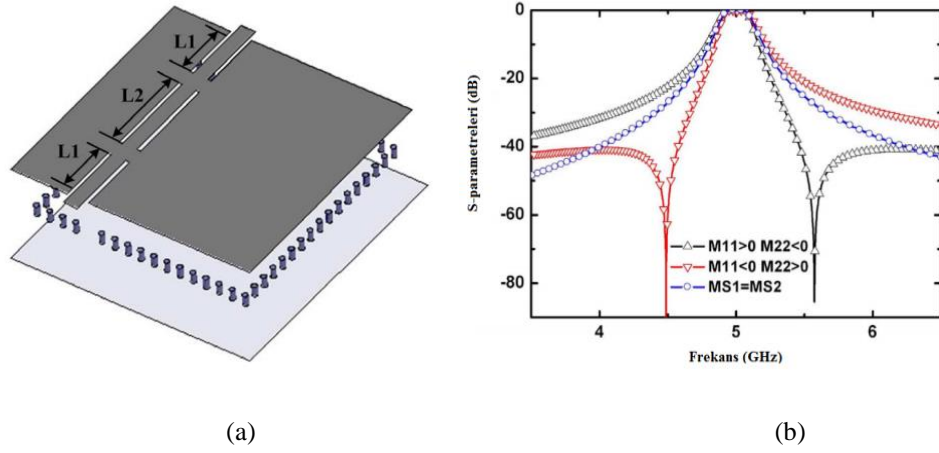 L1
L2
L1
(a)
S-parametreleri (dB)
0
-20
-40
-60
-80
M11>0 M22<0
M11<0 M22>0
MS1=MS2
4
5
6
Frekans (GHz)
(b)